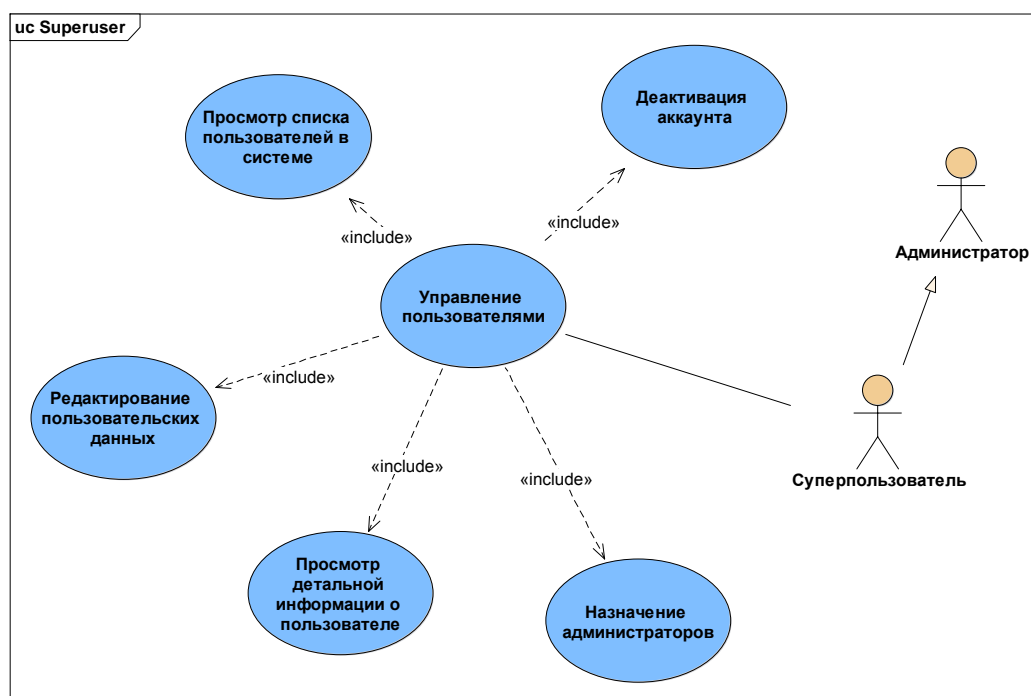 uc Superuser
Просмотр списка
пользователей в
системе
Деактивация
аккаунта
«include»
«include»
Администратор
Управление
пользователями
Редактирование
пользовательских
данных
«include»
Суперпользователь
«include»
«include»
Просмотр
детальной
информации о
пользователе
Назначение
администраторов